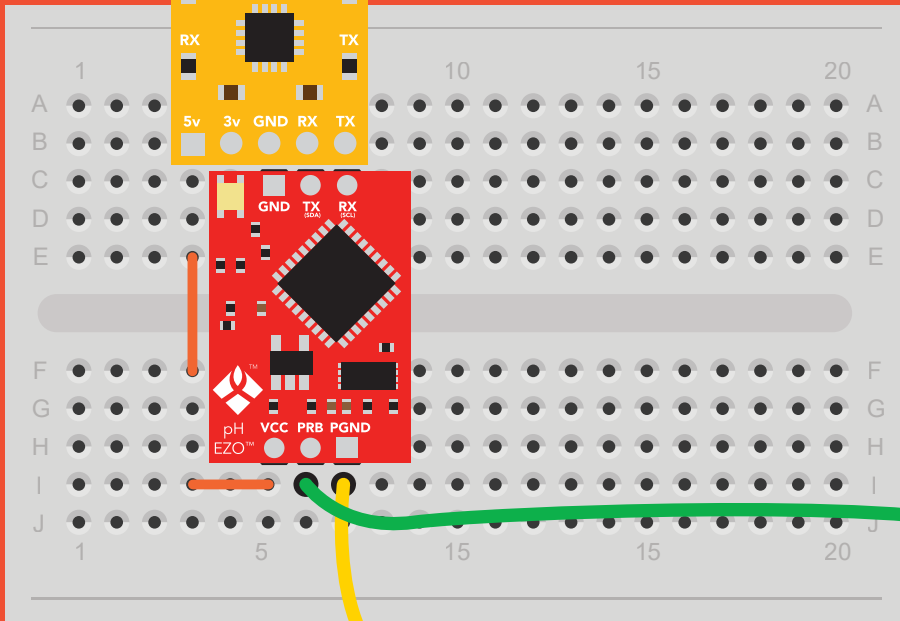 RX TX
1 10 15 20
A A
5v 3v GND RX TX
B B
C C
GND TX RX
(SDA) (SCL)
D D
E E
F F
TM
G G
VCC PRB PGND
pH
EZO™
H H
I I
J J
1 5 15 15 20